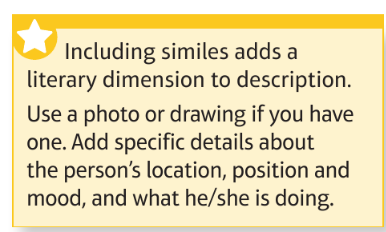 Including similes adds a
literary dimension to description.
Use a photo or drawing if you have
one. Add specific details about
the person's location, position and
mood, and what he/she is doing.